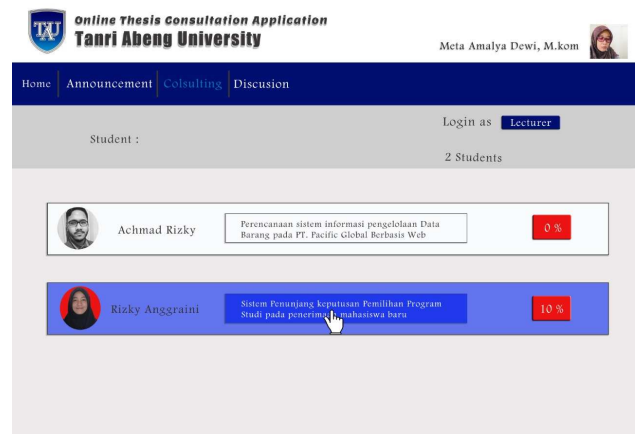 TAU
Online Thesis Consultation Application
Tanri Abeng University
Meta Amalya Dewi, M.kom
Home Announcement Colsulting Discusion
Login as Lecturer
Student :
2 Students
Achmad Rizky
Perencanaan sistem informasi pengelolaan Data
Barang pada PT. Pacific Global Berbasis Web
0 %
Rizky Anggraini
Sistem Penunjang keputusan Pemilihan Program
Studi pada penerimaan mahasiswa baru
10 %